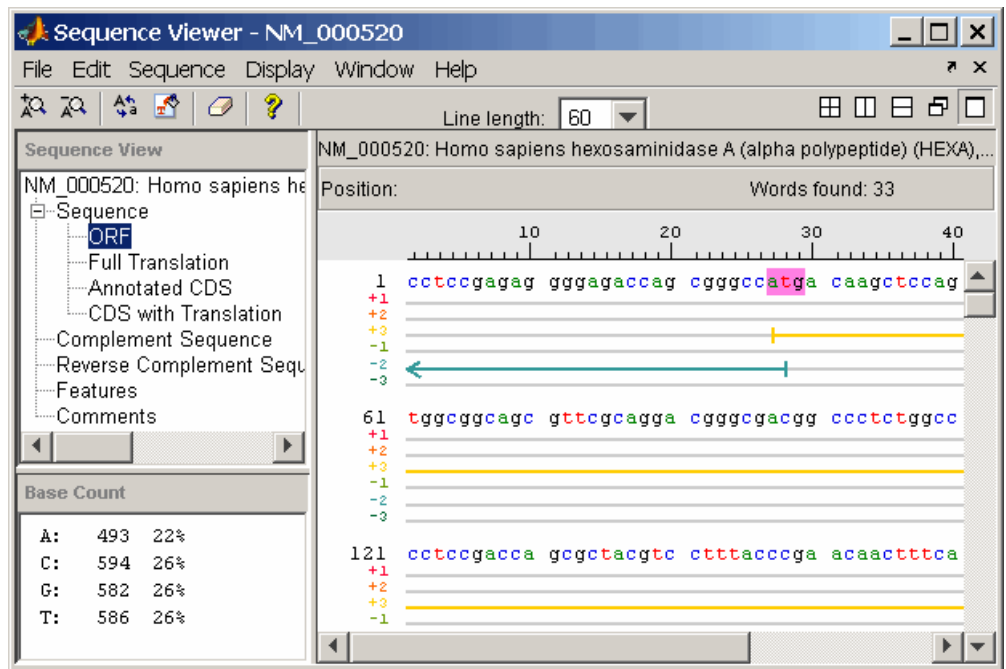 Sequence Viewer - NM_000520
File Edit Sequence Display Window Help
Line length: 60
Sequence View
NM_000520: Homo sapiens he
Sequence
ORF
Full Translation
Annotated CDS
CDS with Translation
Complement Sequence
Reverse Complement Sequ
Features
Comments
Base Count
A: 493 22%
C: 594 26%
G: 582 26%
T: 586 26%
NM_000520: Homo sapiens hexosaminidase A (alpha polypeptide) (HEXA),...
Position: Words found: 33
10 20 30 40
1 cctccgagag gggagaccag cgggccatga caagctccag
+1
+2
+3
-1
-2
-3
61 tggcggcagc gttcgcagga cgggcgacgg ccctctggcc
+1
+2
+3
-1
-2
-3
121 cctccgacca gcgctacgtc ctttacccga acaactttca
+1
+2
+3
-1